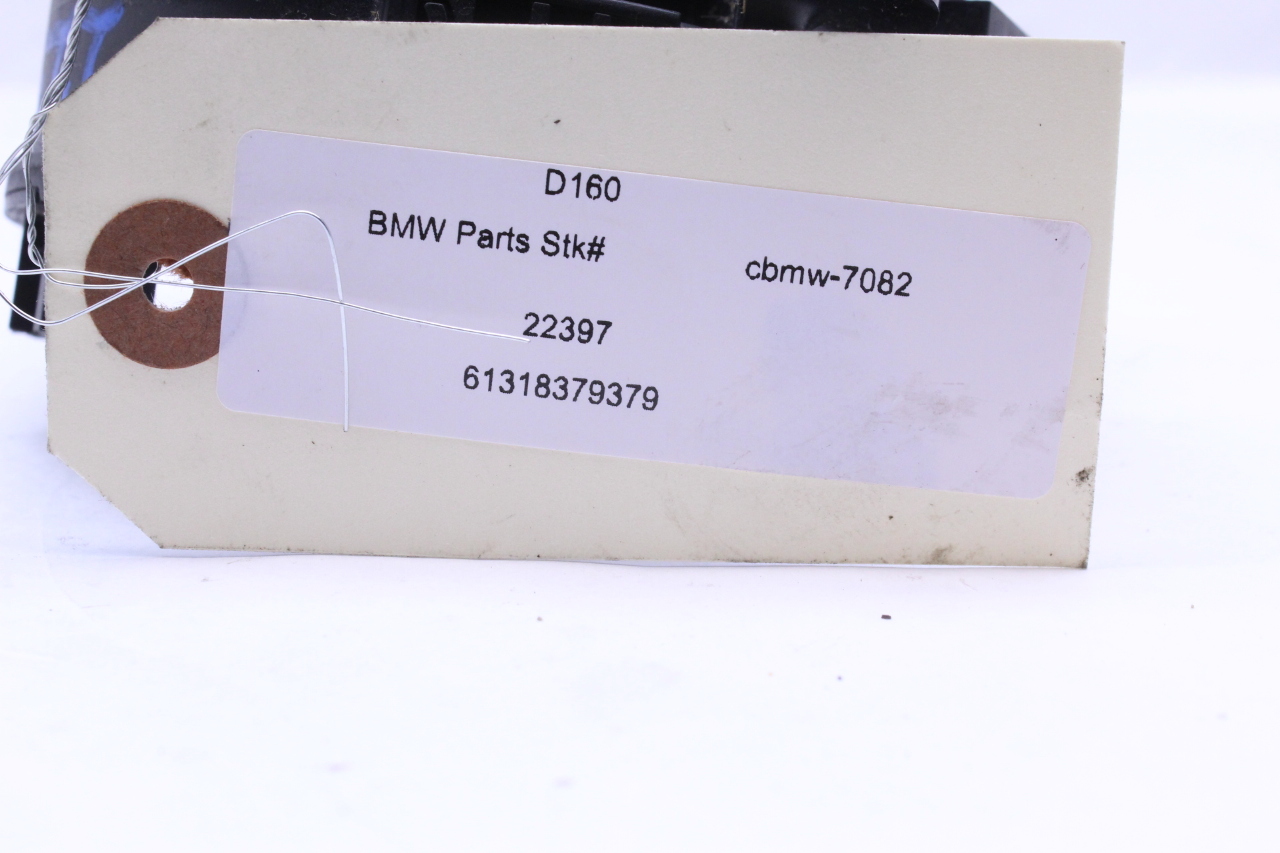 D160
BMW Parts Stk# cbmw-7082
22397
61318379379